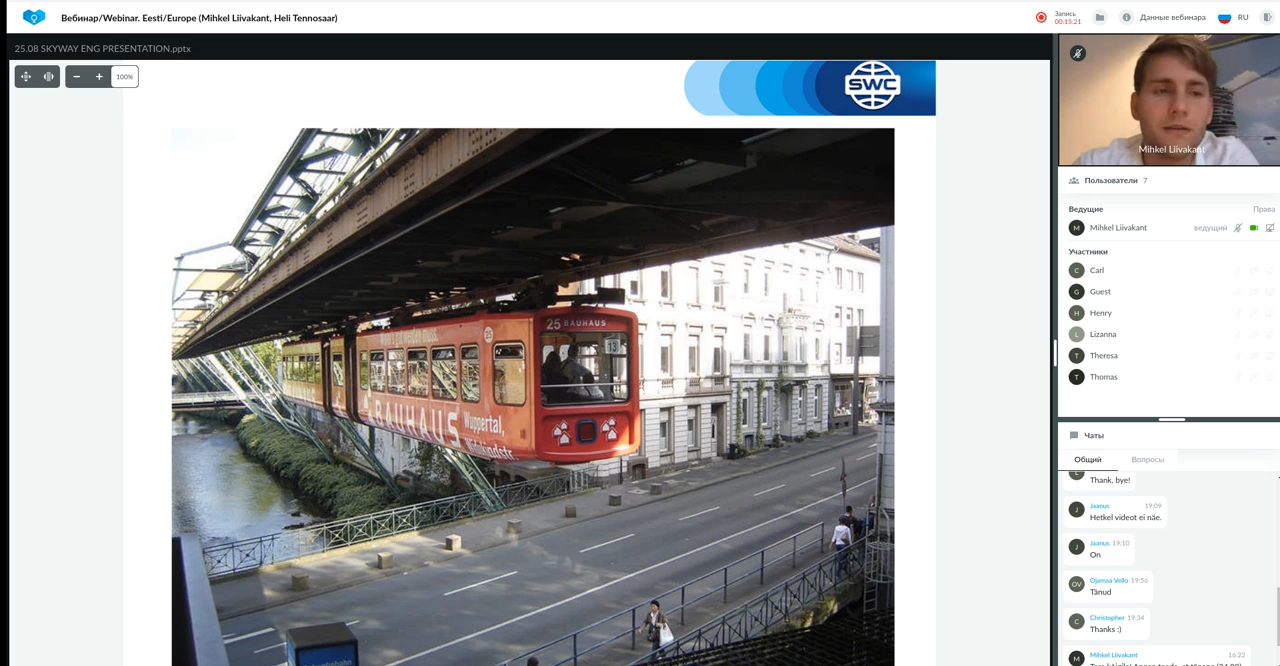 Вебинар/Webinar. Eesti/Europe (Mihkel Liivakant, Heli Tennosaar)
Запись
00:15:21
Данные вебинара
RU
25.08 SKYWAY ENG PRESENTATION.pptx
100%
SWC
25 BAUHAUS
13
25
BAUHAUS
Wuppertal,
Mihkel Liivakant
Пользователи 7
Ведущие
Права
M
Mihkel Liivakant
ведущий
Участники
C
Carl
G
Guest
H
Henry
L
Lizanna
T
Theresa
T
Thomas
Чаты
Общий
Вопросы
Thank, bye!
J
Jaanus 19:09
Hetkel videot ei näe.
J
Jaanus 19:10
On
OV
Ojamaa Vello 19:56
Tänud
C
Christopher 19:34
Thanks :)
M
Mihkel Liivakant 16:22